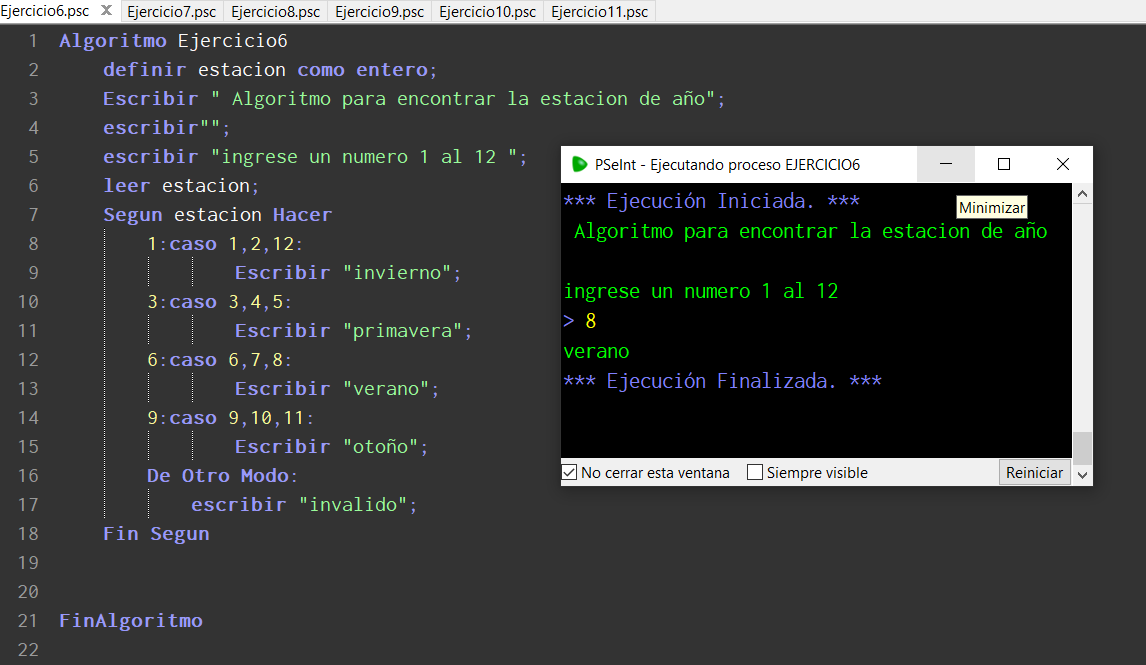 Ejercicio6.psc X Ejercicio7.psc Ejercicio8.psc Ejercicio9.psc Ejercicio10.psc Ejercicio11.psc
1 Algoritmo Ejercicio6
2 definir estacion como entero;
3 Escribir " Algoritmo para encontrar la estacion de año";
4 escribir"";
5 escribir "ingrese un numero 1 al 12 ";
6 leer estacion;
7 Segun estacion Hacer
8 1:caso 1,2,12:
9 Escribir "invierno";
10 3:caso 3,4,5:
11 Escribir "primavera";
12 6:caso 6,7,8:
13 Escribir "verano";
14 9:caso 9,10,11:
15 Escribir "otoño";
16 De Otro Modo:
17 escribir "invalido";
18 Fin Segun
19
20
21 FinAlgoritmo
22
PSeInt - Ejecutando proceso EJERCICIO6
*** Ejecución Iniciada. ***
Minimizar
Algoritmo para encontrar la estacion de año
ingrese un numero 1 al 12
> 8
verano
*** Ejecución Finalizada. ***
No cerrar esta ventana Siempre visible Reiniciar